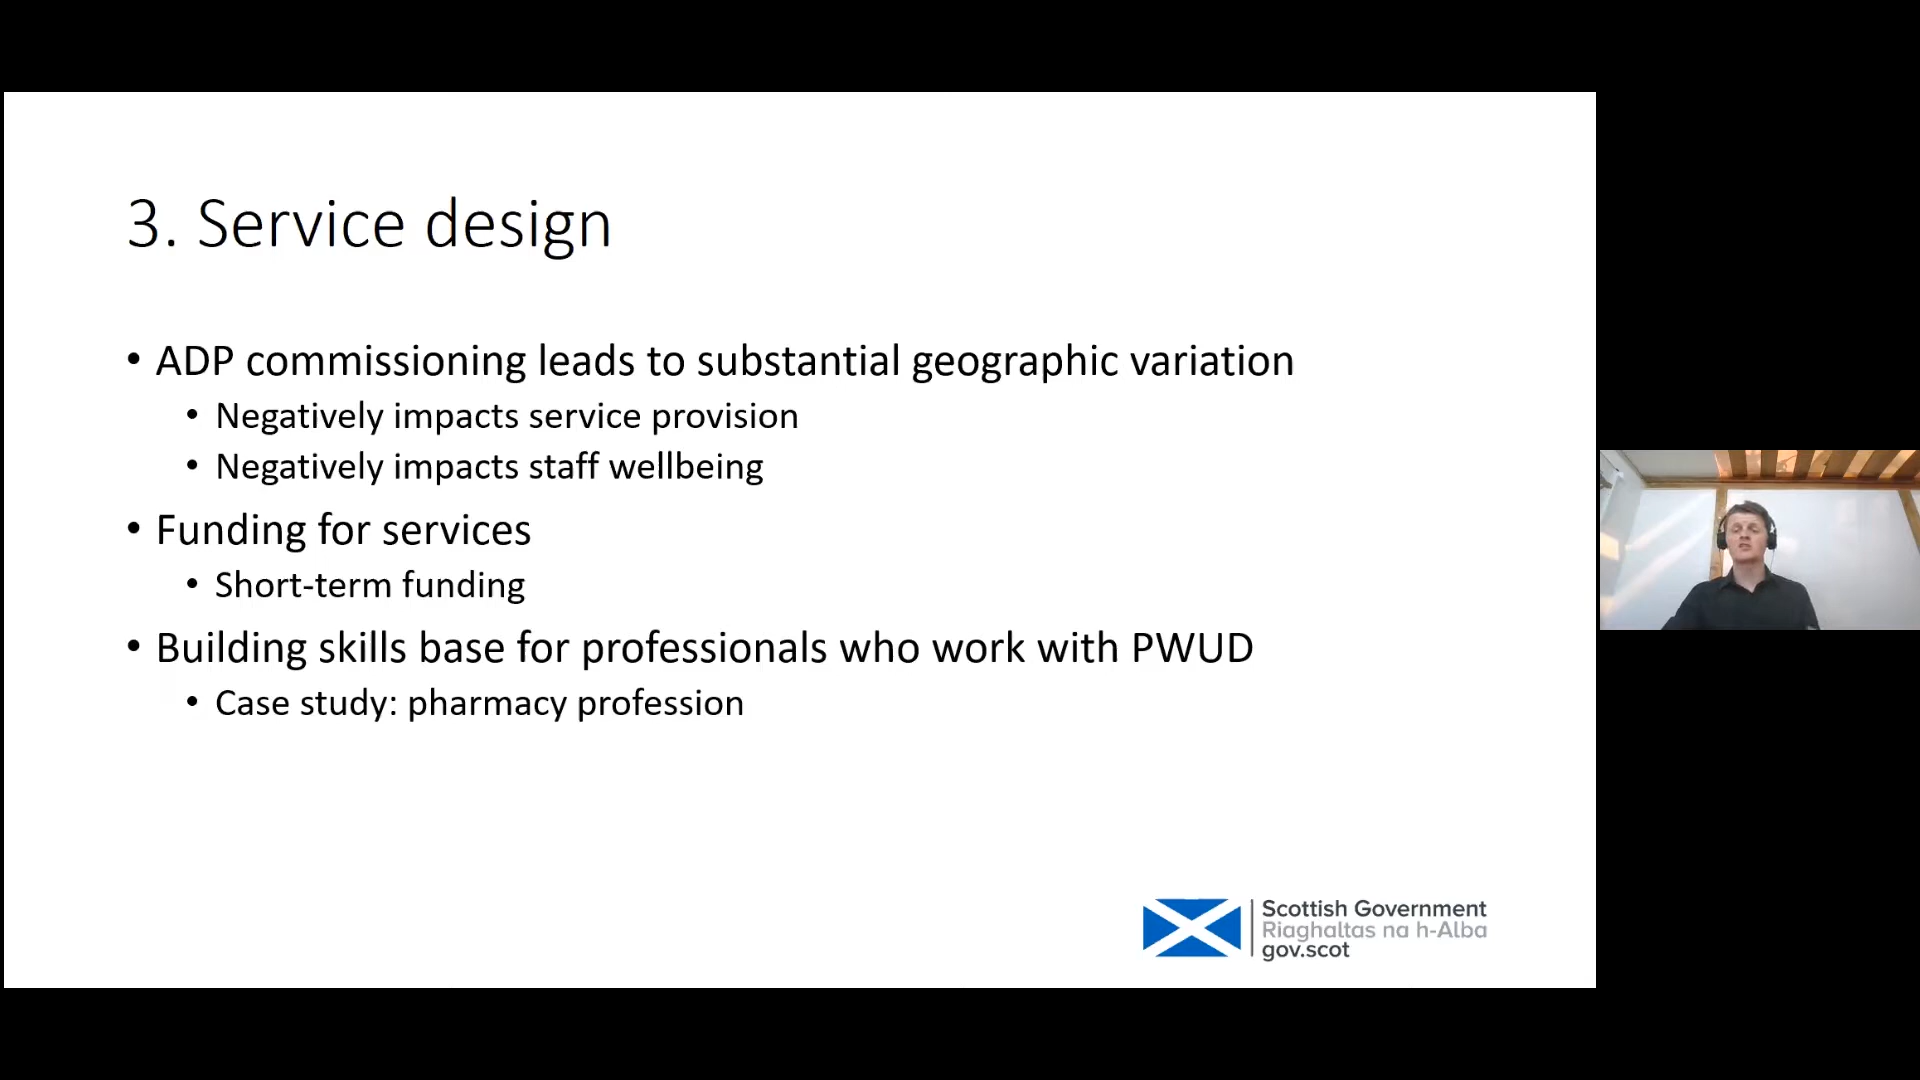 3. Service design
• ADP commissioning leads to substantial geographic variation
• Negatively impacts service provision
• Negatively impacts staff wellbeing
• Funding for services
• Short-term funding
• Building skills base for professionals who work with PWUD
• Case study: pharmacy profession
Scottish Government
Riaghaltas na h-Alba
gov.scot